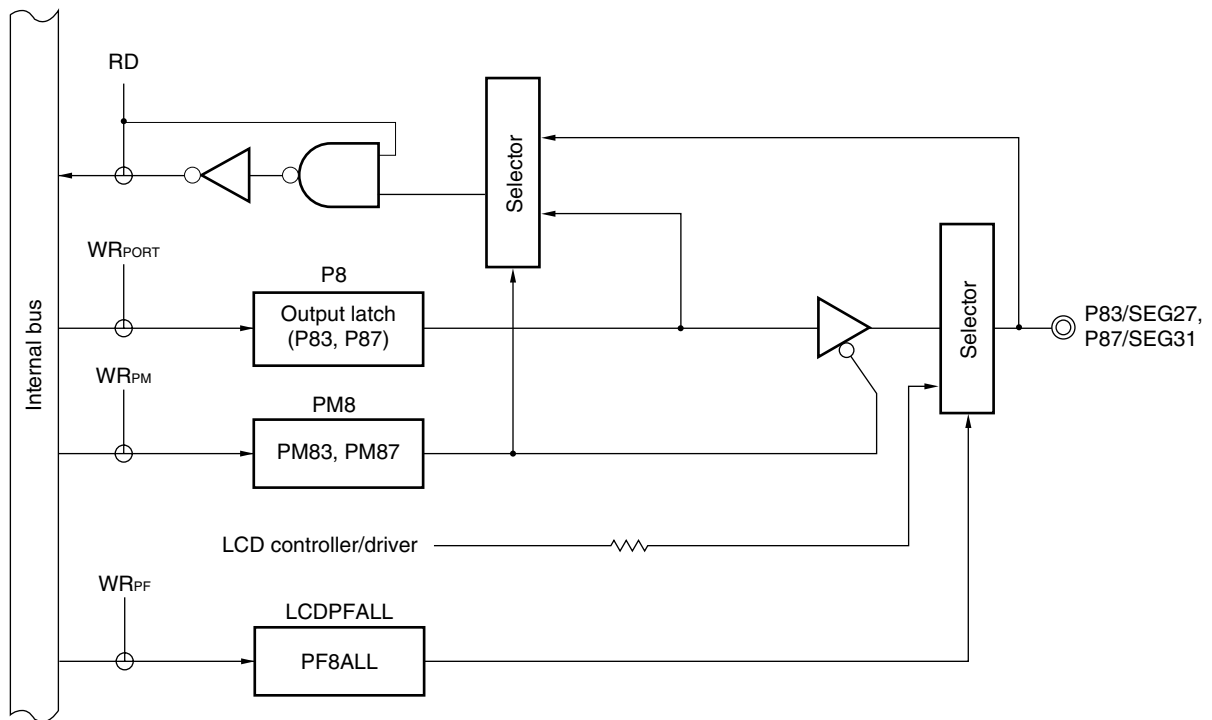 RD
Selector
WRPORT
P8
Output latch
(P83, P87)
Internal bus
Selector
P83/SEG27,
P87/SEG31
WRPM
PM8
PM83, PM87
LCD controller/driver
WRPF
LCDPFALL
PF8ALL